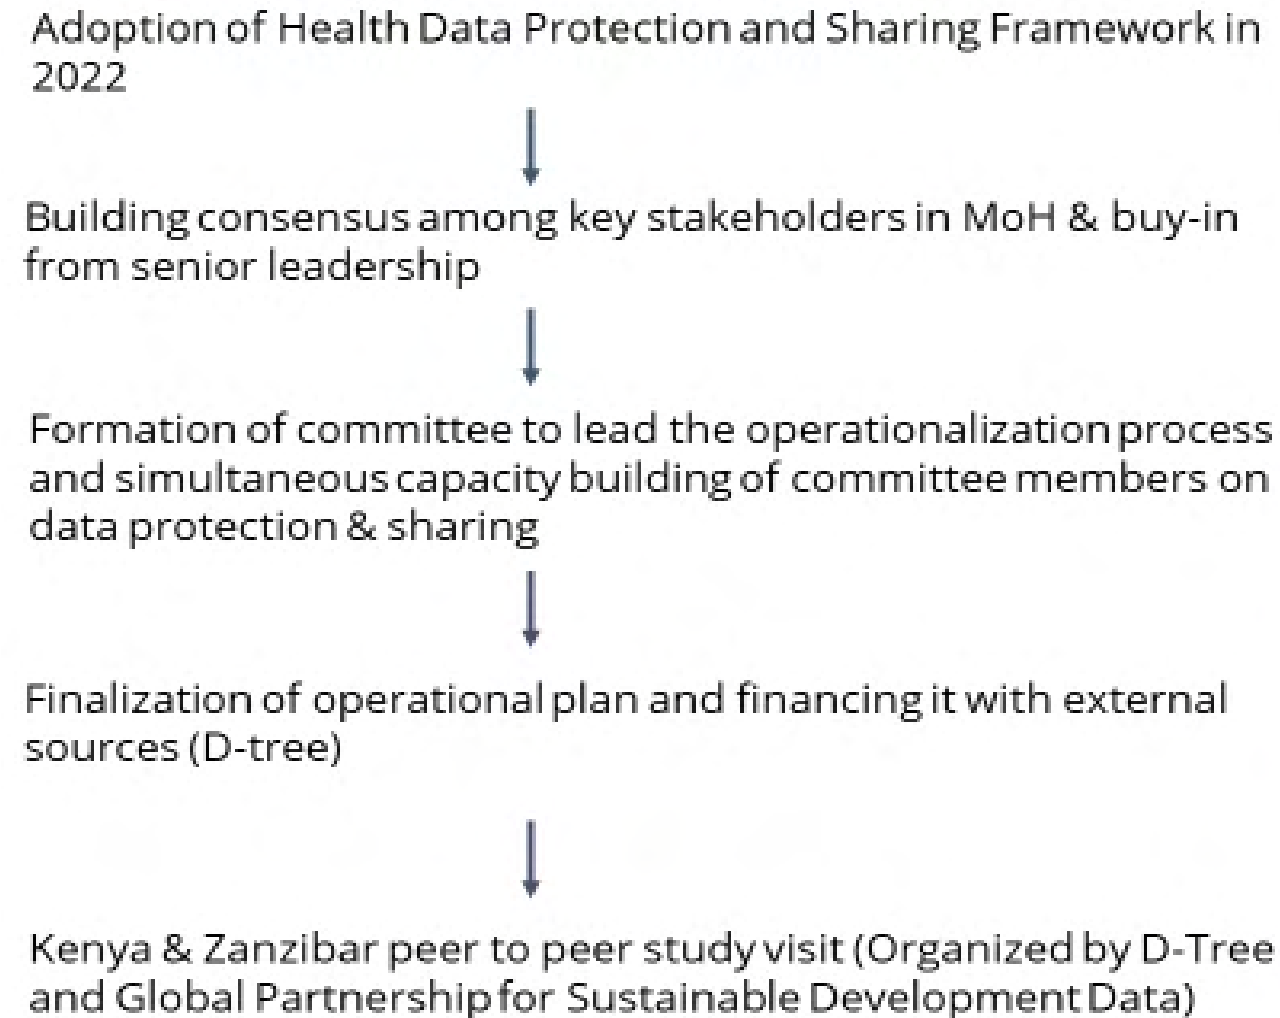 Adoption of Health Data Protection and Sharing Framework in
2022
Building consensus among key stakeholders in MoH & buy-in
from senior leadership
Formation of committee to lead the operationalization process
and simultaneous capacity building of committee members on
data protection & sharing
Finalization of operational plan and financing it with external
sources (D-tree)
Kenya & Zanzibar peer to peer study visit (Organized by D-Tree
and Global Partnership for Sustainable Development Data)